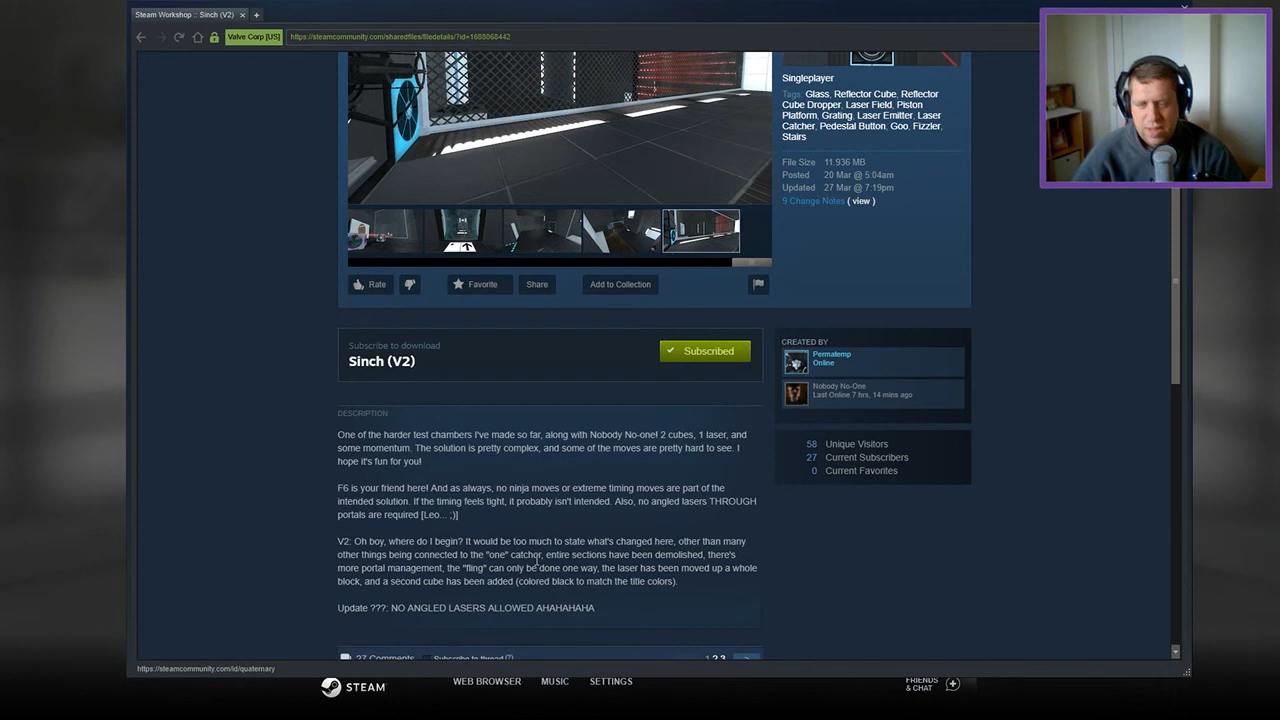 Steam Workshop :: Sinch (V2)
Valve Corp [US]
https://steamcommunity.com/sharedfiles/filedetails/?id=1688068442
Singleplayer
Tags: Glass, Reflector Cube, Reflector
Cube Dropper, Laser Field, Piston
Platform, Grating, Laser Emitter, Laser
Catcher, Pedestal Button, Goo, Fizzler,
Stairs
File Size 11.936 MB
Posted 20 Mar @ 5:04am
Updated 27 Mar @ 7:19pm
9 Change Notes ( view )
Rate
Favorite
Share
Add to Collection
Subscribe to download
Sinch (V2)
Subscribed
CREATED BY
Permatemp
Online
Nobody No-One
Last Online 7 hrs, 14 mins ago
DESCRIPTION
One of the harder test chambers I've made so far, along with Nobody No-one! 2 cubes, 1 laser, and
some momentum. The solution is pretty complex, and some of the moves are pretty hard to see. I
hope it's fun for you!
F6 is your friend here! And as always, no ninja moves or extreme timing moves are part of the
intended solution. If the timing feels tight, it probably isn't intended. Also, no angled lasers THROUGH
portals are required [Leo... ;)]
V2: Oh boy, where do I begin? It would be too much to state what's changed here, other than many
other things being connected to the "one" catchor, entire sections have been demolished, there's
more portal management, the "fling" can only be done one way, the laser has been moved up a whole
block, and a second cube has been added (colored black to match the title colors).
Update ???: NO ANGLED LASERS ALLOWED AHAHAHAHA
58 Unique Visitors
27 Current Subscribers
0 Current Favorites
27 Comments
Subscribe to thread (?)
1 2 3 >
https://steamcommunity.com/id/quaternary
STEAM
WEB BROWSER
MUSIC
SETTINGS
FRIENDS
& CHAT